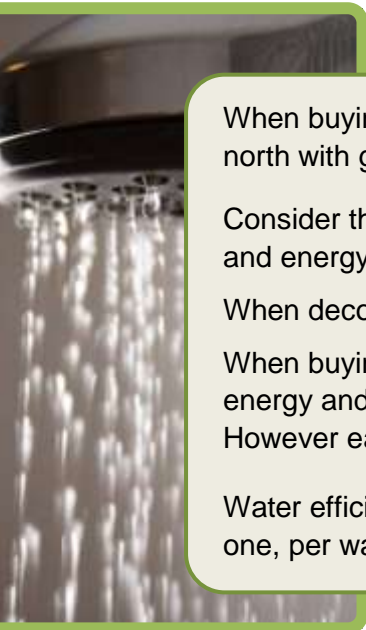 When buyin
north with g
Consider th
and energy
When deco
When buyin
energy and
However ea
Water effici
one, per wa